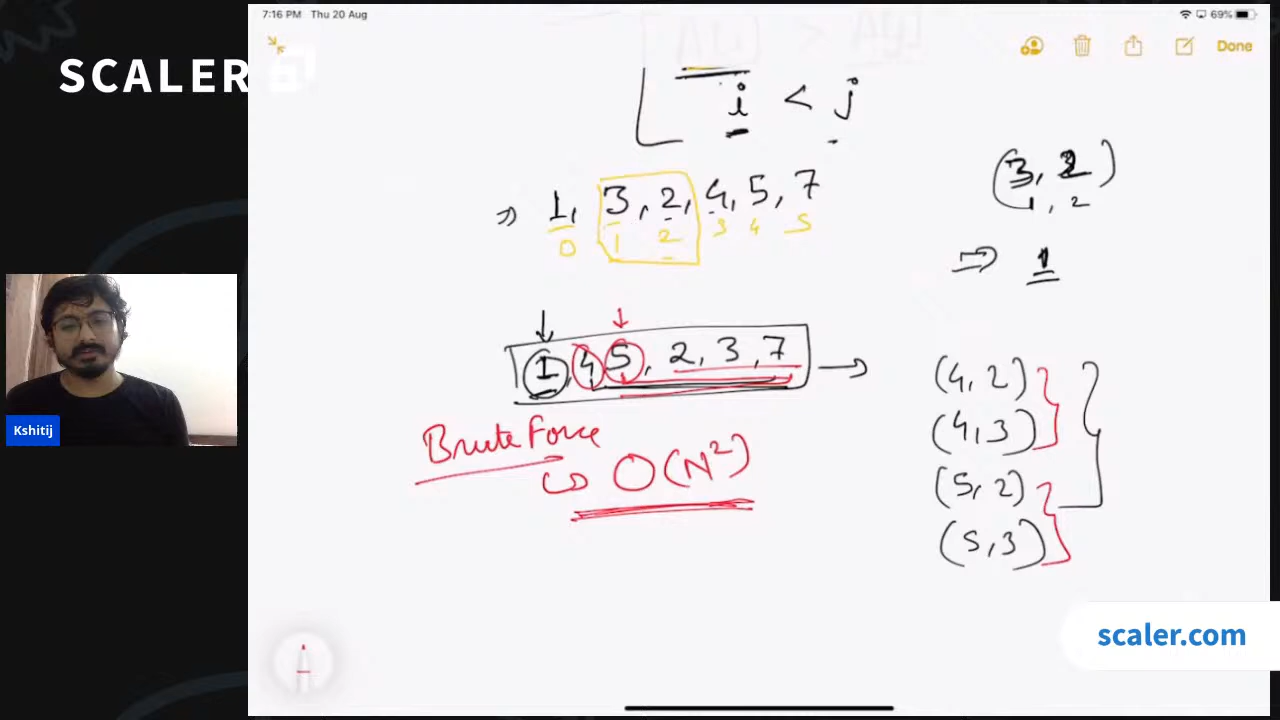 7:16 PM Thu 20 Aug
69%
Done
SCALER
A[i] > A[j]
i < j
⇒ 1, 3, 2, 4, 5, 7
0 1 2 3 4 5
(3, 2)
1, 2
⇒ 1
1, 4 5, 2, 3, 7 →
(4, 2)
(4, 3)
(5, 2)
(5, 3)
Brute Force
↪ O(N²)
Kshitij
scaler.com